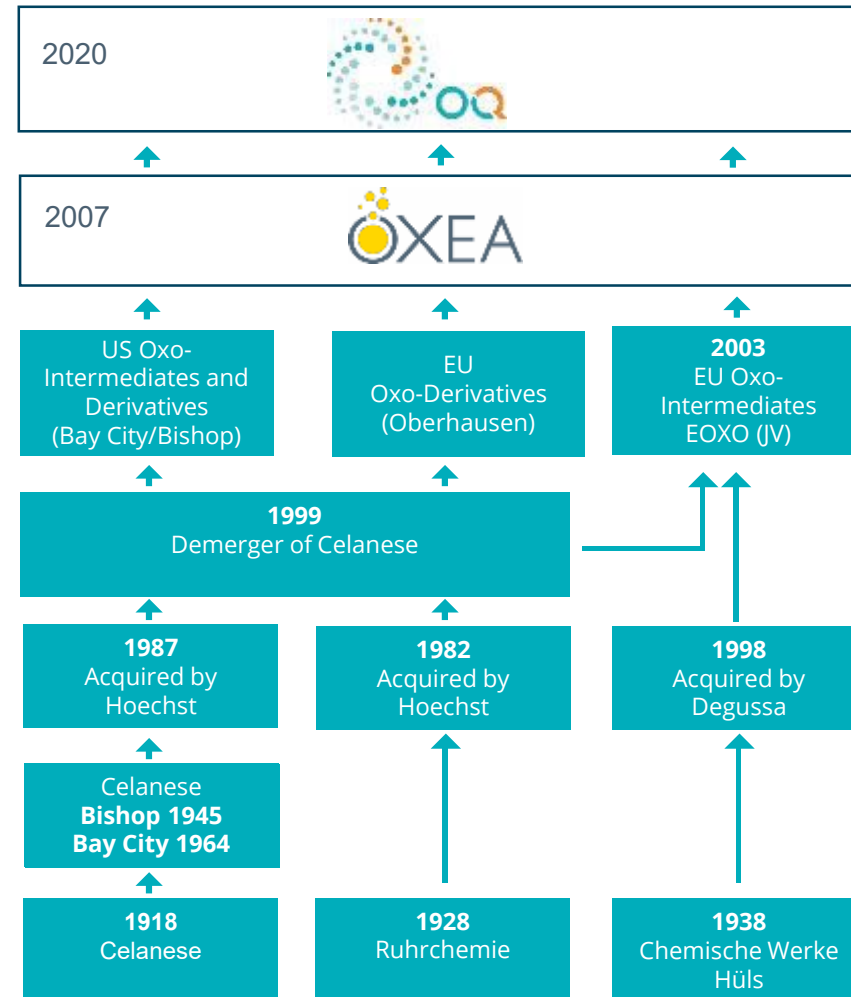 2020
OQ
2007
OXEA
US Oxo-
Intermediates and
Derivatives
(Bay City/Bishop)
EU
Oxo-Derivatives
(Oberhausen)
2003
EU Oxo-
Intermediates
EOXO (JV)
1999
Demerger of Celanese
1987
Acquired by
Hoechst
1982
Acquired by
Hoechst
1998
Acquired by
Degussa
Celanese
Bishop 1945
Bay City 1964
1918
Celanese
1928
Ruhrchemie
1938
Chemische Werke
Hüls